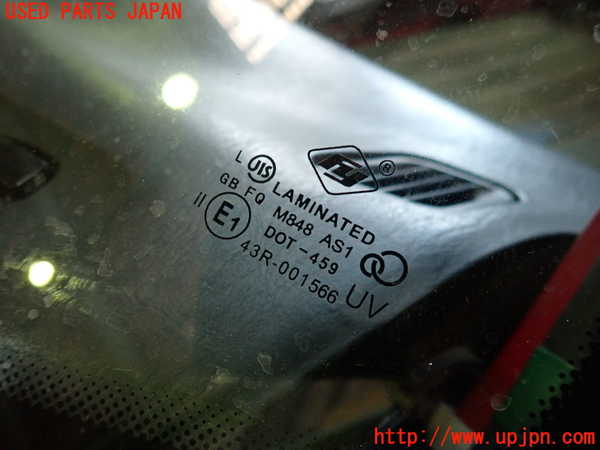 USED PARTS JAPAN
L JIS LAMINATED ®
GB FQ M848 AS1
II E1 DOT-459
43R-001566 UV
http://www.upjpn.com